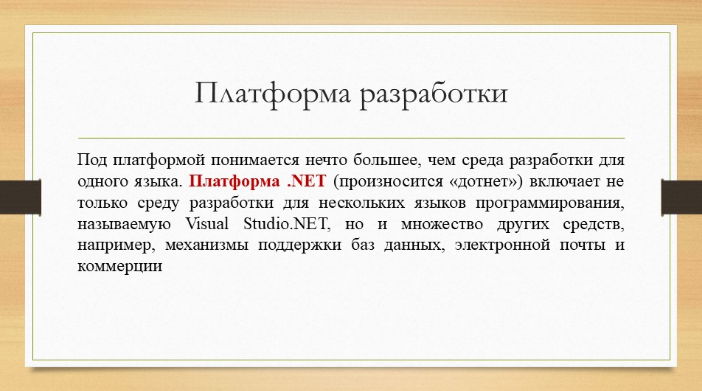 Платформа разработки
Под платформой понимается нечто большее, чем среда разработки для
одного языка. Платформа .NET (произносится «дотнет») включает не
только среду разработки для нескольких языков программирования,
называемую Visual Studio.NET, но и множество других средств,
например, механизмы поддержки баз данных, электронной почты и
коммерции